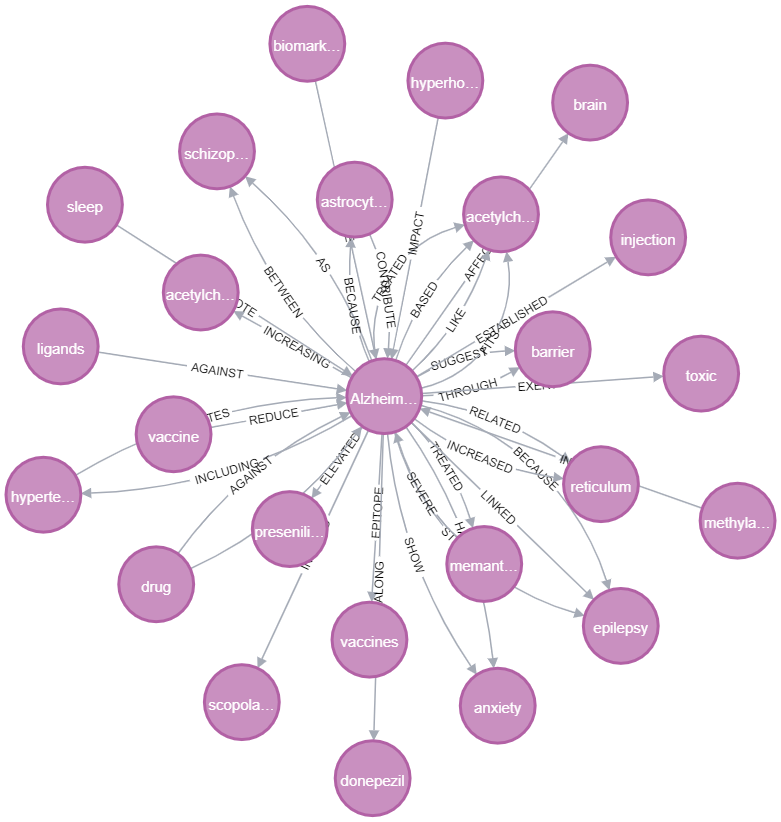 biomark...
hyperho...
brain
schizop...
astrocyt...
acetylch...
sleep
injection
IMPACT
CONTRIBUTE
TREATED
AS
BETWEEN
BECAUSE
BASED
AFFE
LIKE
acetylch...
OTE
INCREASING
ESTABLISHED
ligands
AGAINST
SUGGEST
barrier
toxic
THROUGH
EXER
Alzheim...
vaccine
TES
REDUCE
RELATED
INCREASED
BECAUSE
hyperte...
INCLUDING
AGAINST
ELEVATED
TREATED
SEVERE
ST
LINKED
reticulum
methyla...
presenili...
EPITOPE
SHOW
memant...
drug
ALONG
vaccines
epilepsy
scopola...
anxiety
donepezil